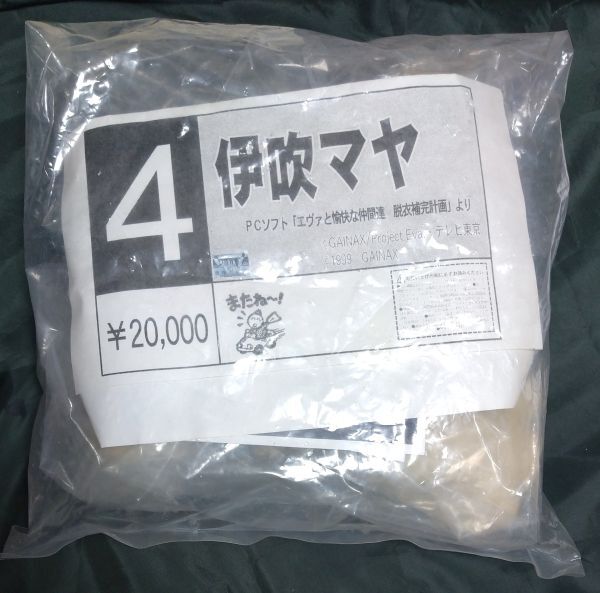 4
伊吹マヤ
PCソフト「エヴァと愉快な仲間達 脱衣補完計画」より
©GAINAX/Project Eva.・テレビ東京
©1999 GAINAX
¥20,000
またね〜!